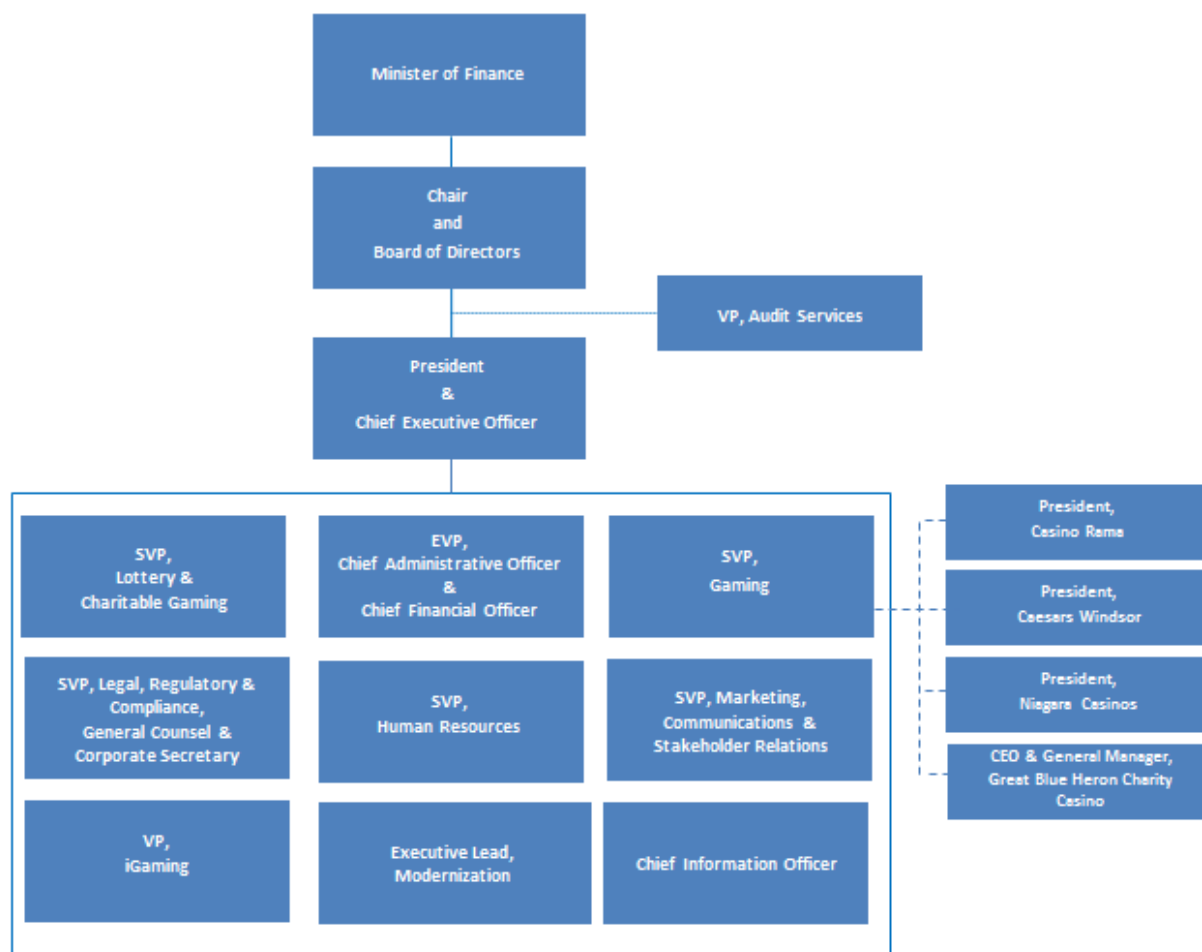 Minister of Finance
Chair
and
Board of Directors
VP, Audit Services
President
&
Chief Executive Officer
SVP,
Lottery &
Charitable Gaming
EVP,
Chief Administrative Officer
&
Chief Financial Officer
SVP,
Gaming
President,
Casino Rama
President,
Caesars Windsor
President,
Niagara Casinos
CEO & General Manager,
Great Blue Heron Charity
Casino
SVP, Legal, Regulatory &
Compliance,
General Counsel &
Corporate Secretary
SVP,
Human Resources
SVP, Marketing,
Communications &
Stakeholder Relations
VP,
iGaming
Executive Lead,
Modernization
Chief Information Officer